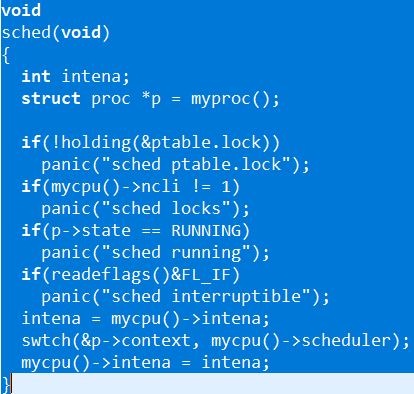 void
sched(void)
{
  int intena;
  struct proc *p = myproc();

  if(!holding(&ptable.lock))
    panic("sched ptable.lock");
  if(mycpu()->ncli != 1)
    panic("sched locks");
  if(p->state == RUNNING)
    panic("sched running");
  if(readeflags()&FL_IF)
    panic("sched interruptible");
  intena = mycpu()->intena;
  swtch(&p->context, mycpu()->scheduler);
  mycpu()->intena = intena;
}